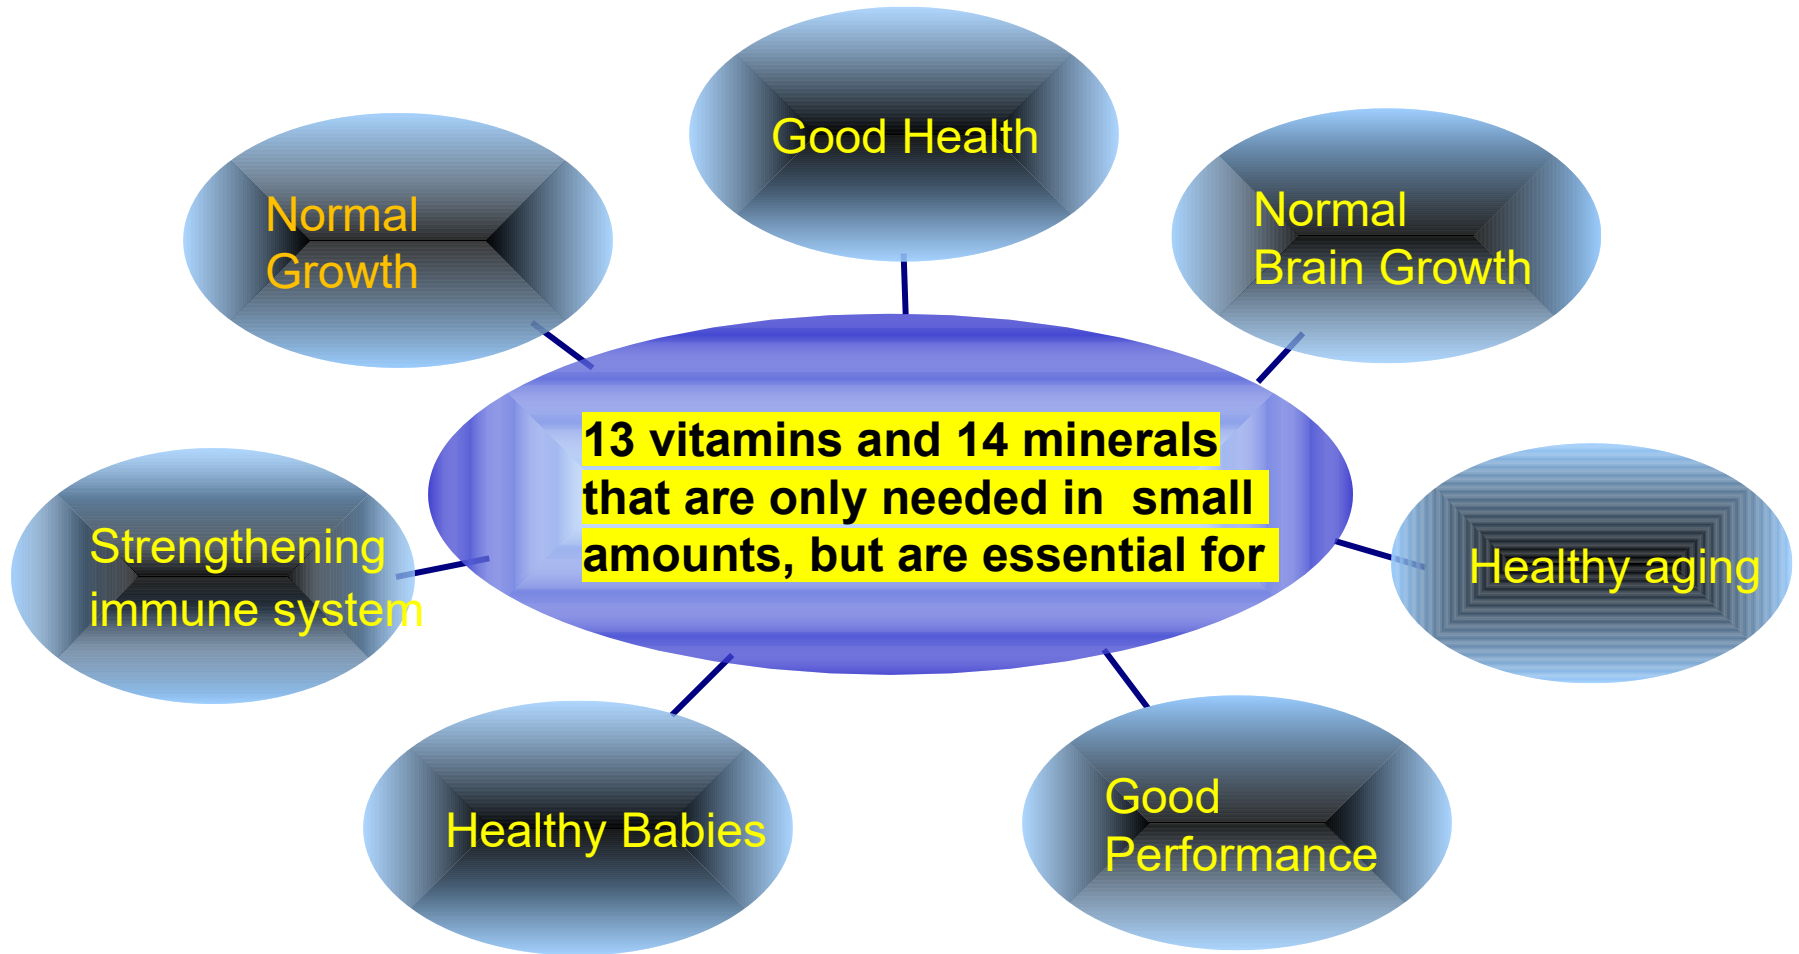 Good Health
Normal
Growth
Normal
Brain Growth
13 vitamins and 14 minerals
that are only needed in  small
amounts, but are essential for
Strengthening
immune system
Healthy aging
Healthy Babies
Good
Performance